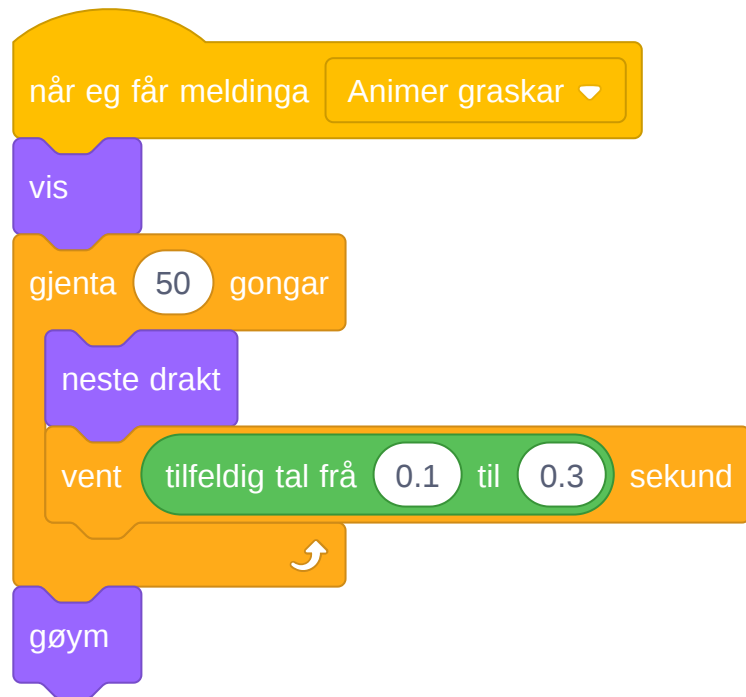 når eg får meldinga Animer graskar
vis
gjenta 50 gongar
neste drakt
vent tilfeldig tal frå 0.1 til 0.3 sekund
gøym